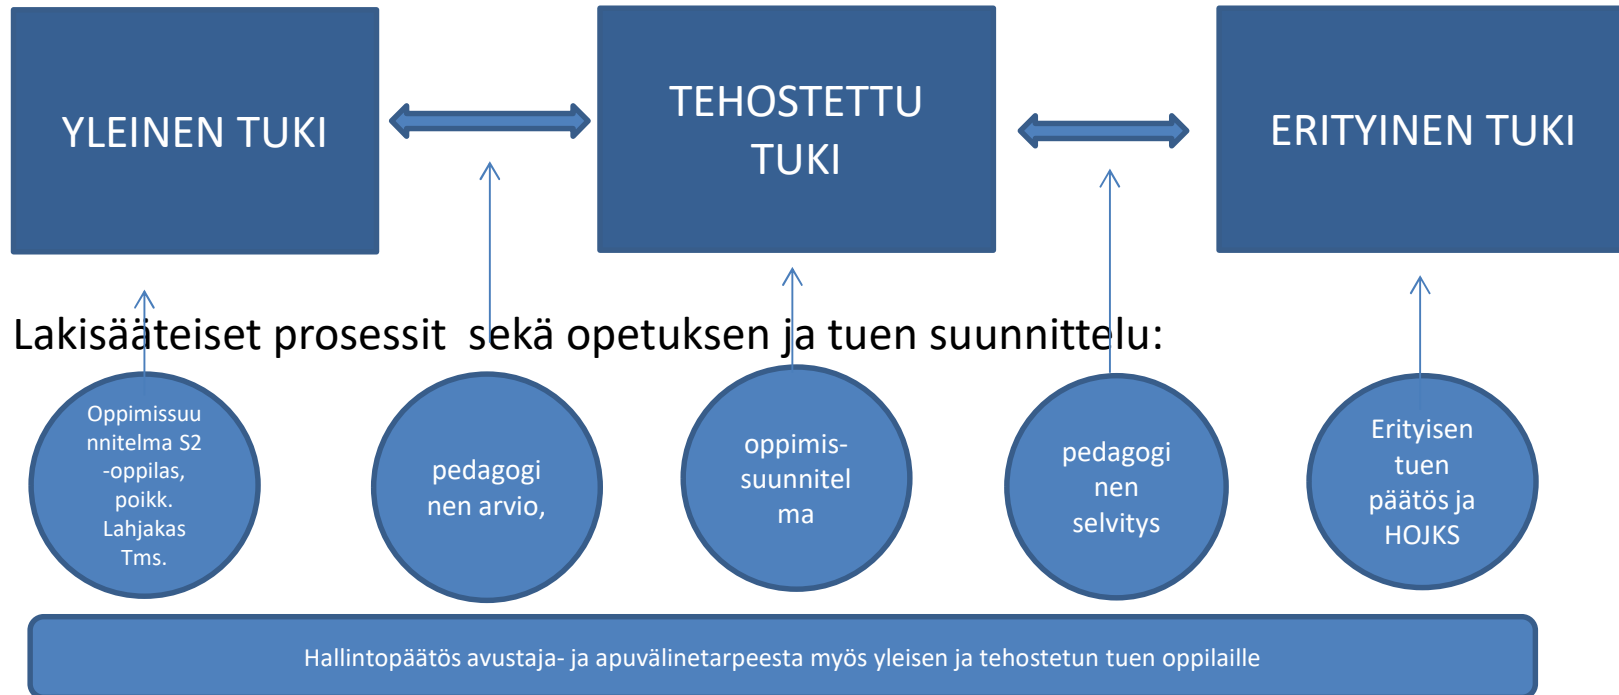 YLEINEN TUKI
TEHOSTETTU
TUKI
ERITYINEN TUKI
Lakisääteiset prosessit  sekä opetuksen ja tuen suunnittelu:
Oppimissuu
nnitelma S2
-oppilas,
poikk.
Lahjakas
Tms.
pedagogi
nen arvio,
oppimis-
suunnitel
ma
pedagogi
nen
selvitys
Erityisen
tuen
päätös ja
HOJKS
Hallintopäätös avustaja- ja apuvälinetarpeesta myös yleisen ja tehostetun tuen oppilaille